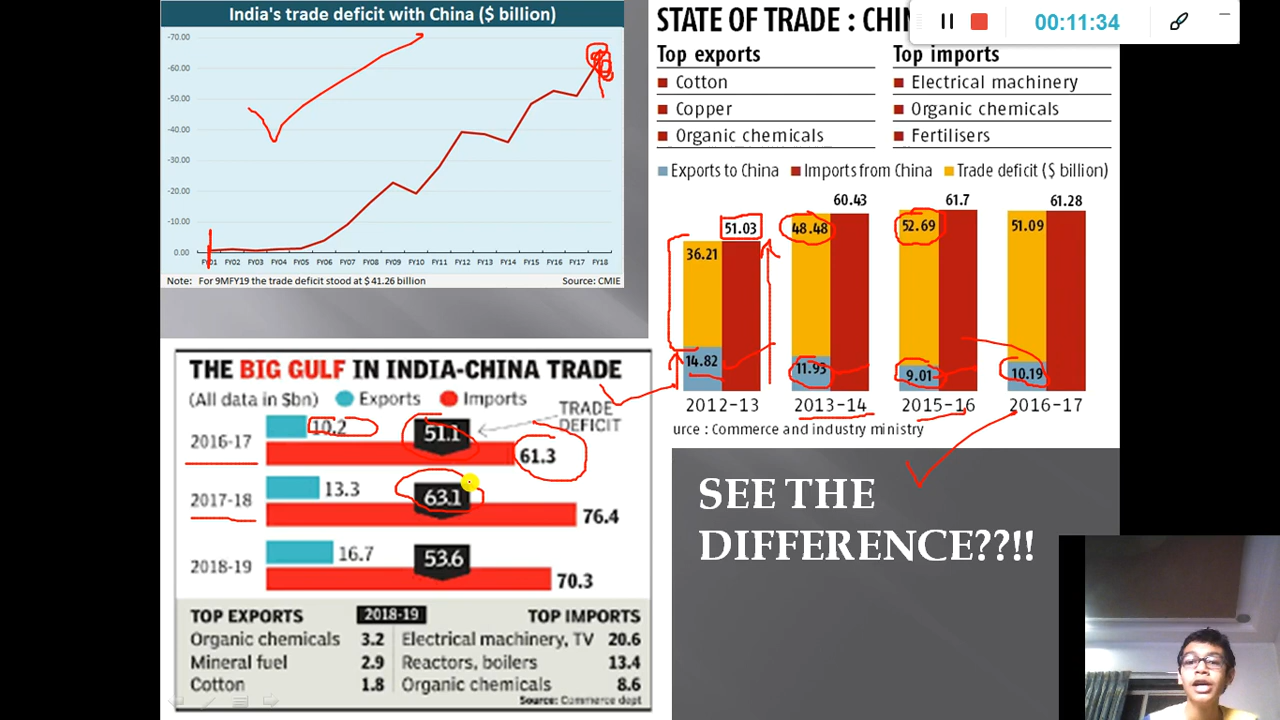 India's trade deficit with China ($ billion)
-70.00
-60.00
-50.00
-40.00
-30.00
-20.00
-10.00
0.00
FY01 FY02 FY03 FY04 FY05 FY06 FY07 FY08 FY09 FY10 FY11 FY12 FY13 FY14 FY15 FY16 FY17 FY18
Note: For 9MFY19 the trade deficit stood at $ 41.26 billion Source: CMIE
STATE OF TRADE : CHIN
00:11:34
Top exports Top imports
Cotton Electrical machinery
Copper Organic chemicals
Organic chemicals Fertilisers
Exports to China Imports from China Trade deficit ($ billion)
51.03 60.43 61.7 61.28
36.21 48.48 52.69 51.09
14.82 11.93 9.01 10.19
2012-13 2013-14 2015-16 2016-17
urce : Commerce and industry ministry
THE BIG GULF IN INDIA-CHINA TRADE
(All data in $bn) Exports Imports
TRADE
DEFICIT
2016-17 10.2 51.1 61.3
2017-18 13.3 63.1 76.4
2018-19 16.7 53.6 70.3
TOP EXPORTS 2018-19 TOP IMPORTS
Organic chemicals 3.2 Electrical machinery, TV 20.6
Mineral fuel 2.9 Reactors, boilers 13.4
Cotton 1.8 Organic chemicals 8.6
Source: Commerce dept
SEE THE
DIFFERENCE??!!